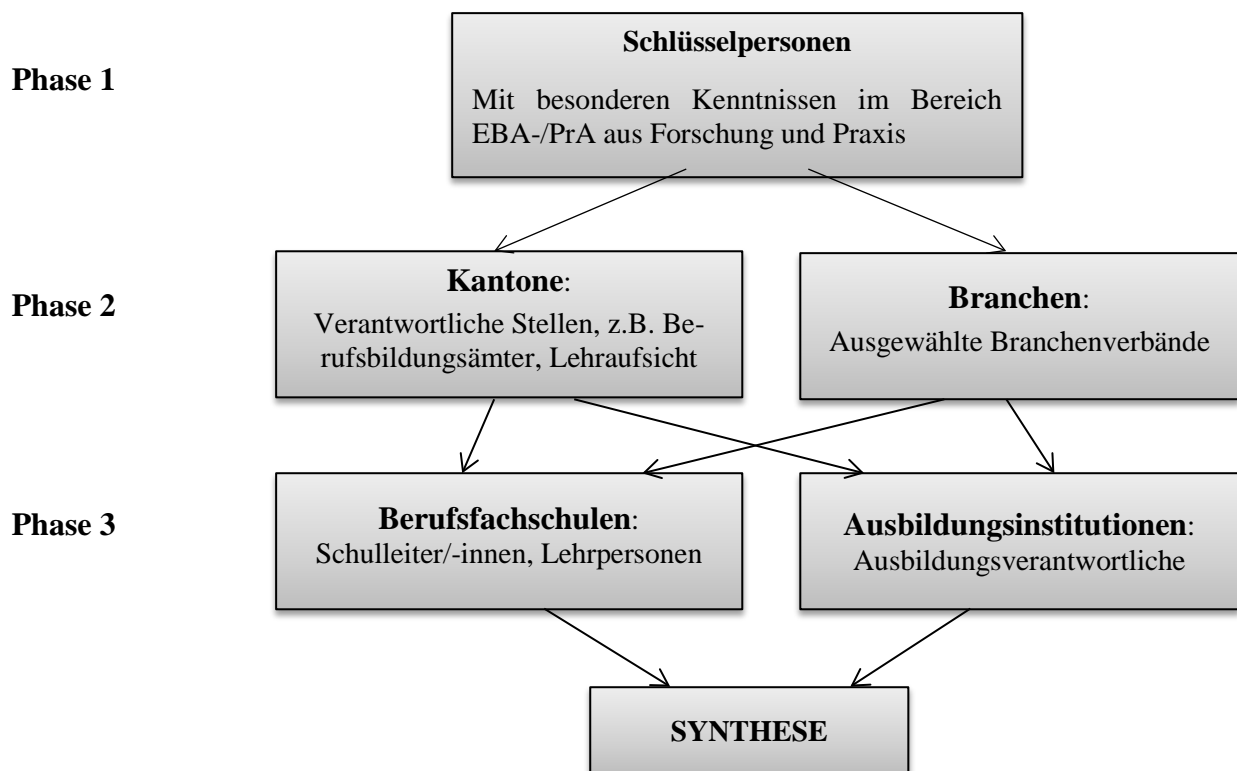 Schlüsselpersonen
Phase 1
Mit besonderen Kenntnissen im Bereich
EBA-/PrA aus Forschung und Praxis
Phase 2
Kantone:
Verantwortliche Stellen, z.B. Be-
rufsbildungsämter, Lehraufsicht
Branchen:
Ausgewählte Branchenverbände
Phase 3
Berufsfachschulen:
Schulleiter/-innen, Lehrpersonen
Ausbildungsinstitutionen:
Ausbildungsverantwortliche
SYNTHESE